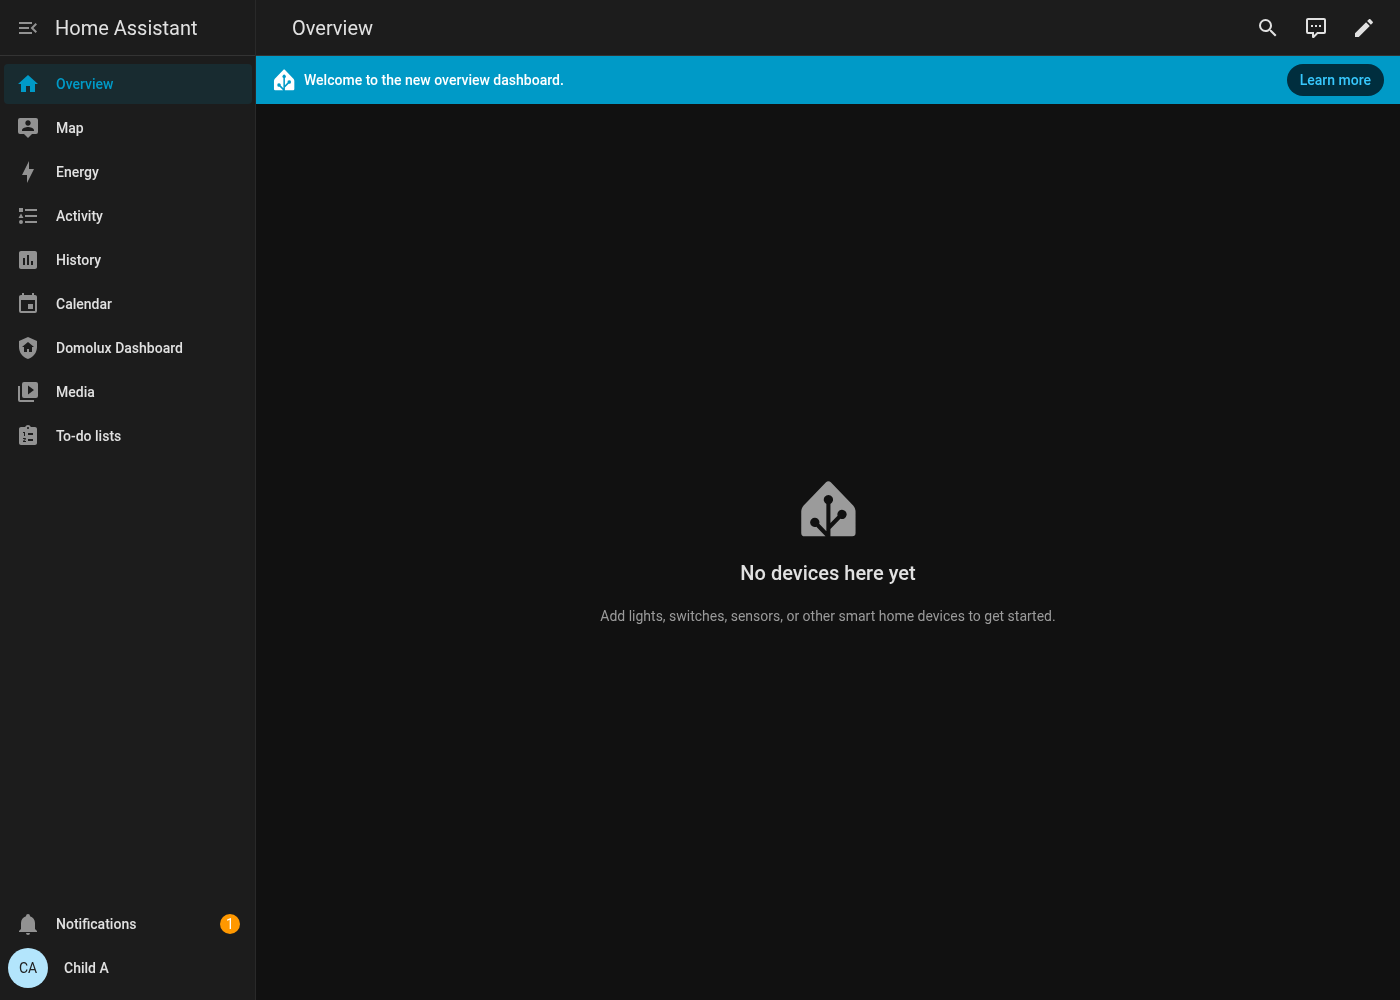 Home Assistant
Overview
Welcome to the new overview dashboard.
Learn more
Overview
Map
Energy
Activity
History
Calendar
Domolux Dashboard
Media
To-do lists
No devices here yet
Add lights, switches, sensors, or other smart home devices to get started.
Notifications
1
CA
Child A